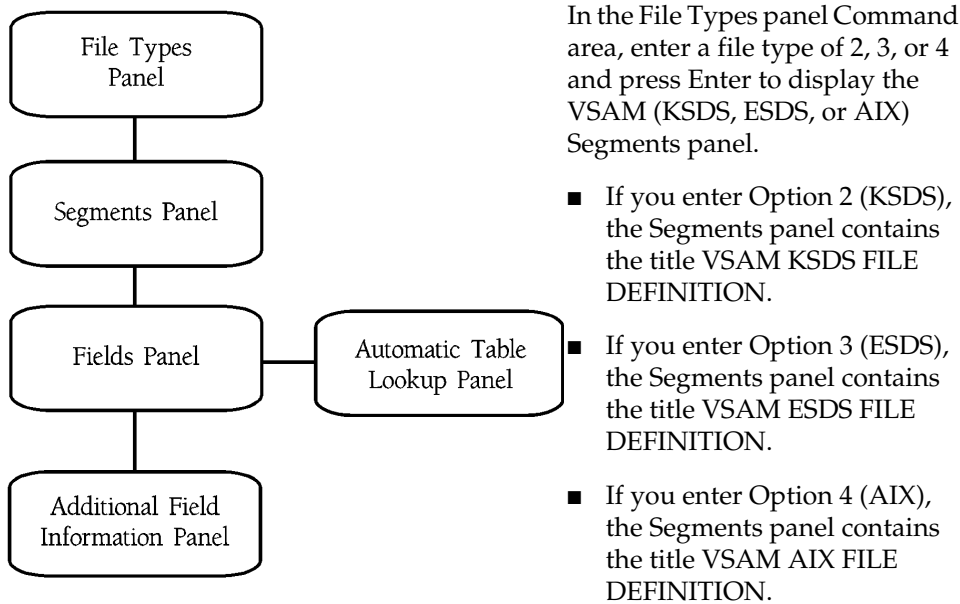 File Types
Panel
Segments Panel
Fields Panel
Automatic Table
Lookup Panel
Additional Field
Information Panel
In the File Types panel Command
area, enter a file type of 2, 3, or 4
and press Enter to display the
VSAM (KSDS, ESDS, or AIX)
Segments panel.
■ If you enter Option 2 (KSDS),
the Segments panel contains
the title VSAM KSDS FILE
DEFINITION.
■ If you enter Option 3 (ESDS),
the Segments panel contains
the title VSAM ESDS FILE
DEFINITION.
■ If you enter Option 4 (AIX),
the Segments panel contains
the title VSAM AIX FILE
DEFINITION.